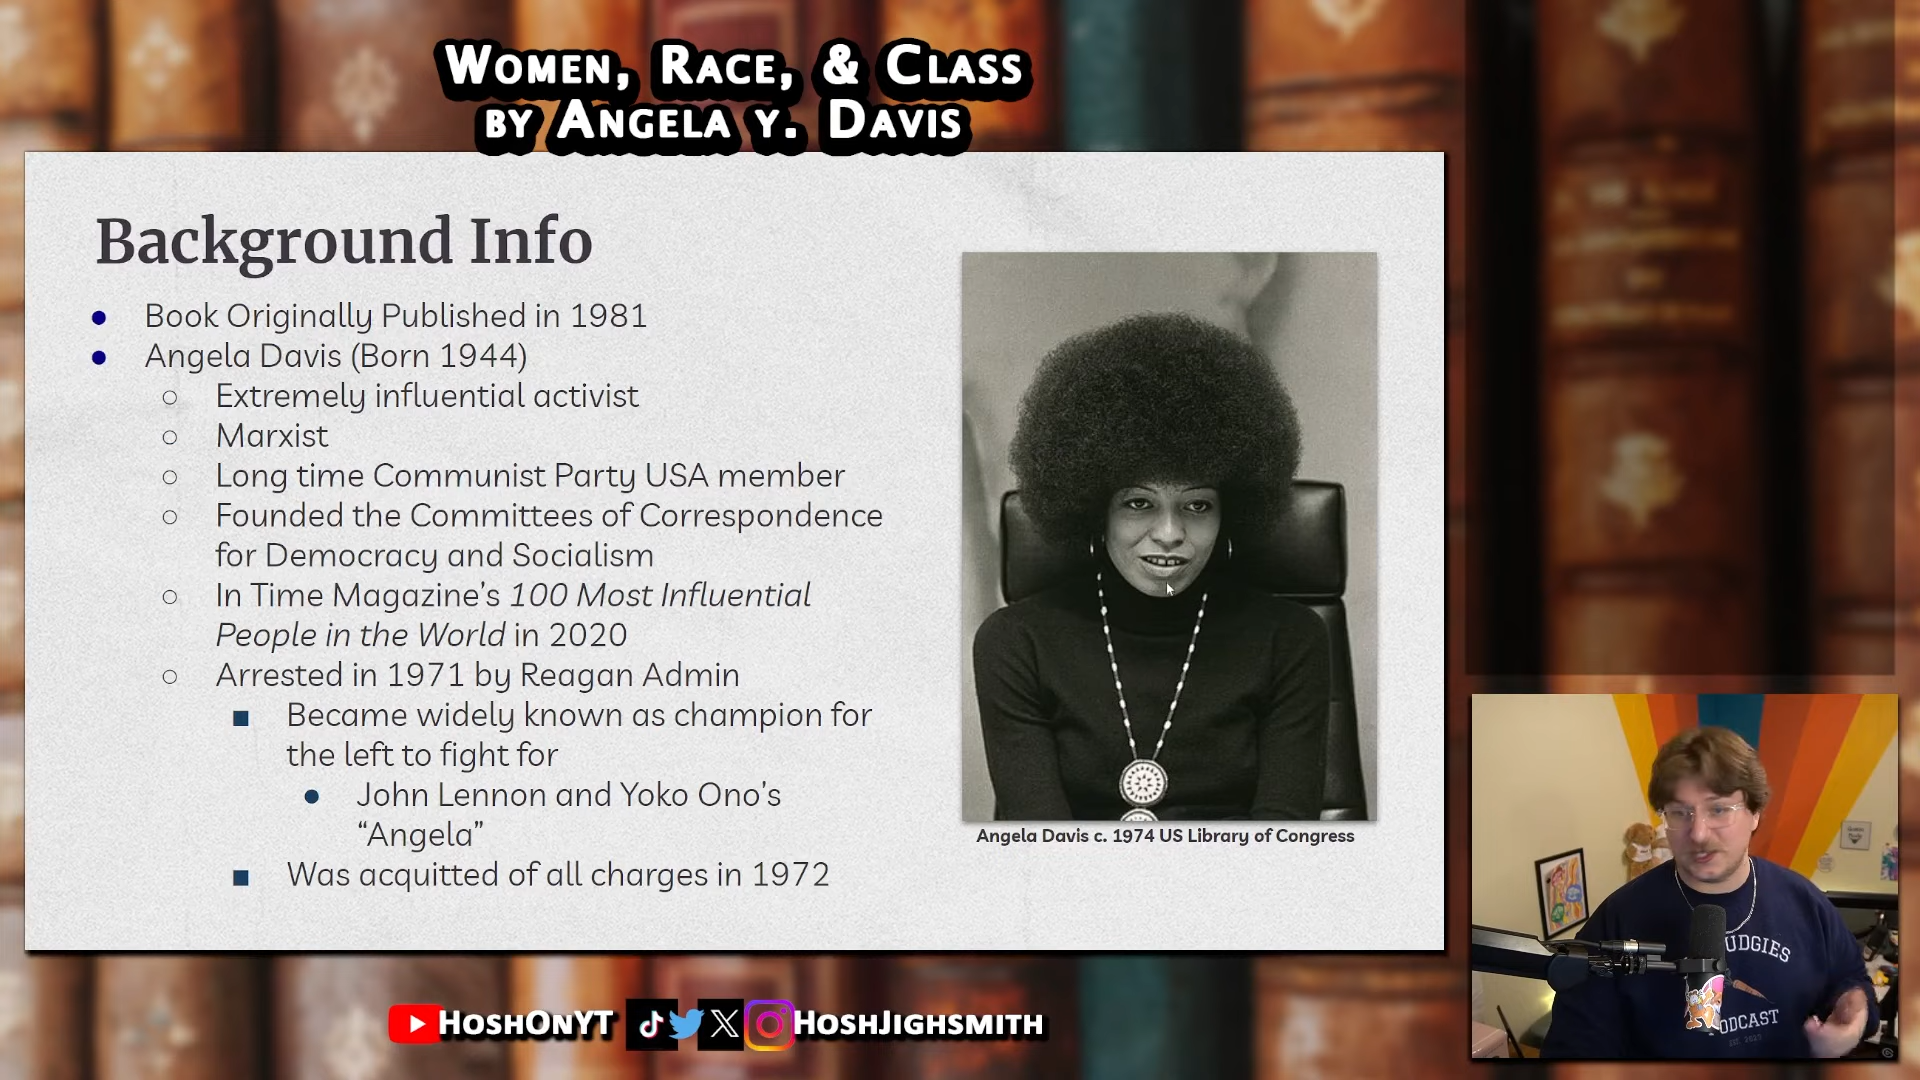 Women, Race, & Class
by Angela Y. Davis
Background Info
● Book Originally Published in 1981
● Angela Davis (Born 1944)
○ Extremely influential activist
○ Marxist
○ Long time Communist Party USA member
○ Founded the Committees of Correspondence
for Democracy and Socialism
○ In Time Magazine’s 100 Most Influential
People in the World in 2020
○ Arrested in 1971 by Reagan Admin
■ Became widely known as champion for
the left to fight for
● John Lennon and Yoko Ono’s
“Angela”
■ Was acquitted of all charges in 1972
Angela Davis c. 1974 US Library of Congress
UDGIES
ODCAST
HoshOnYT
HoshJighsmith